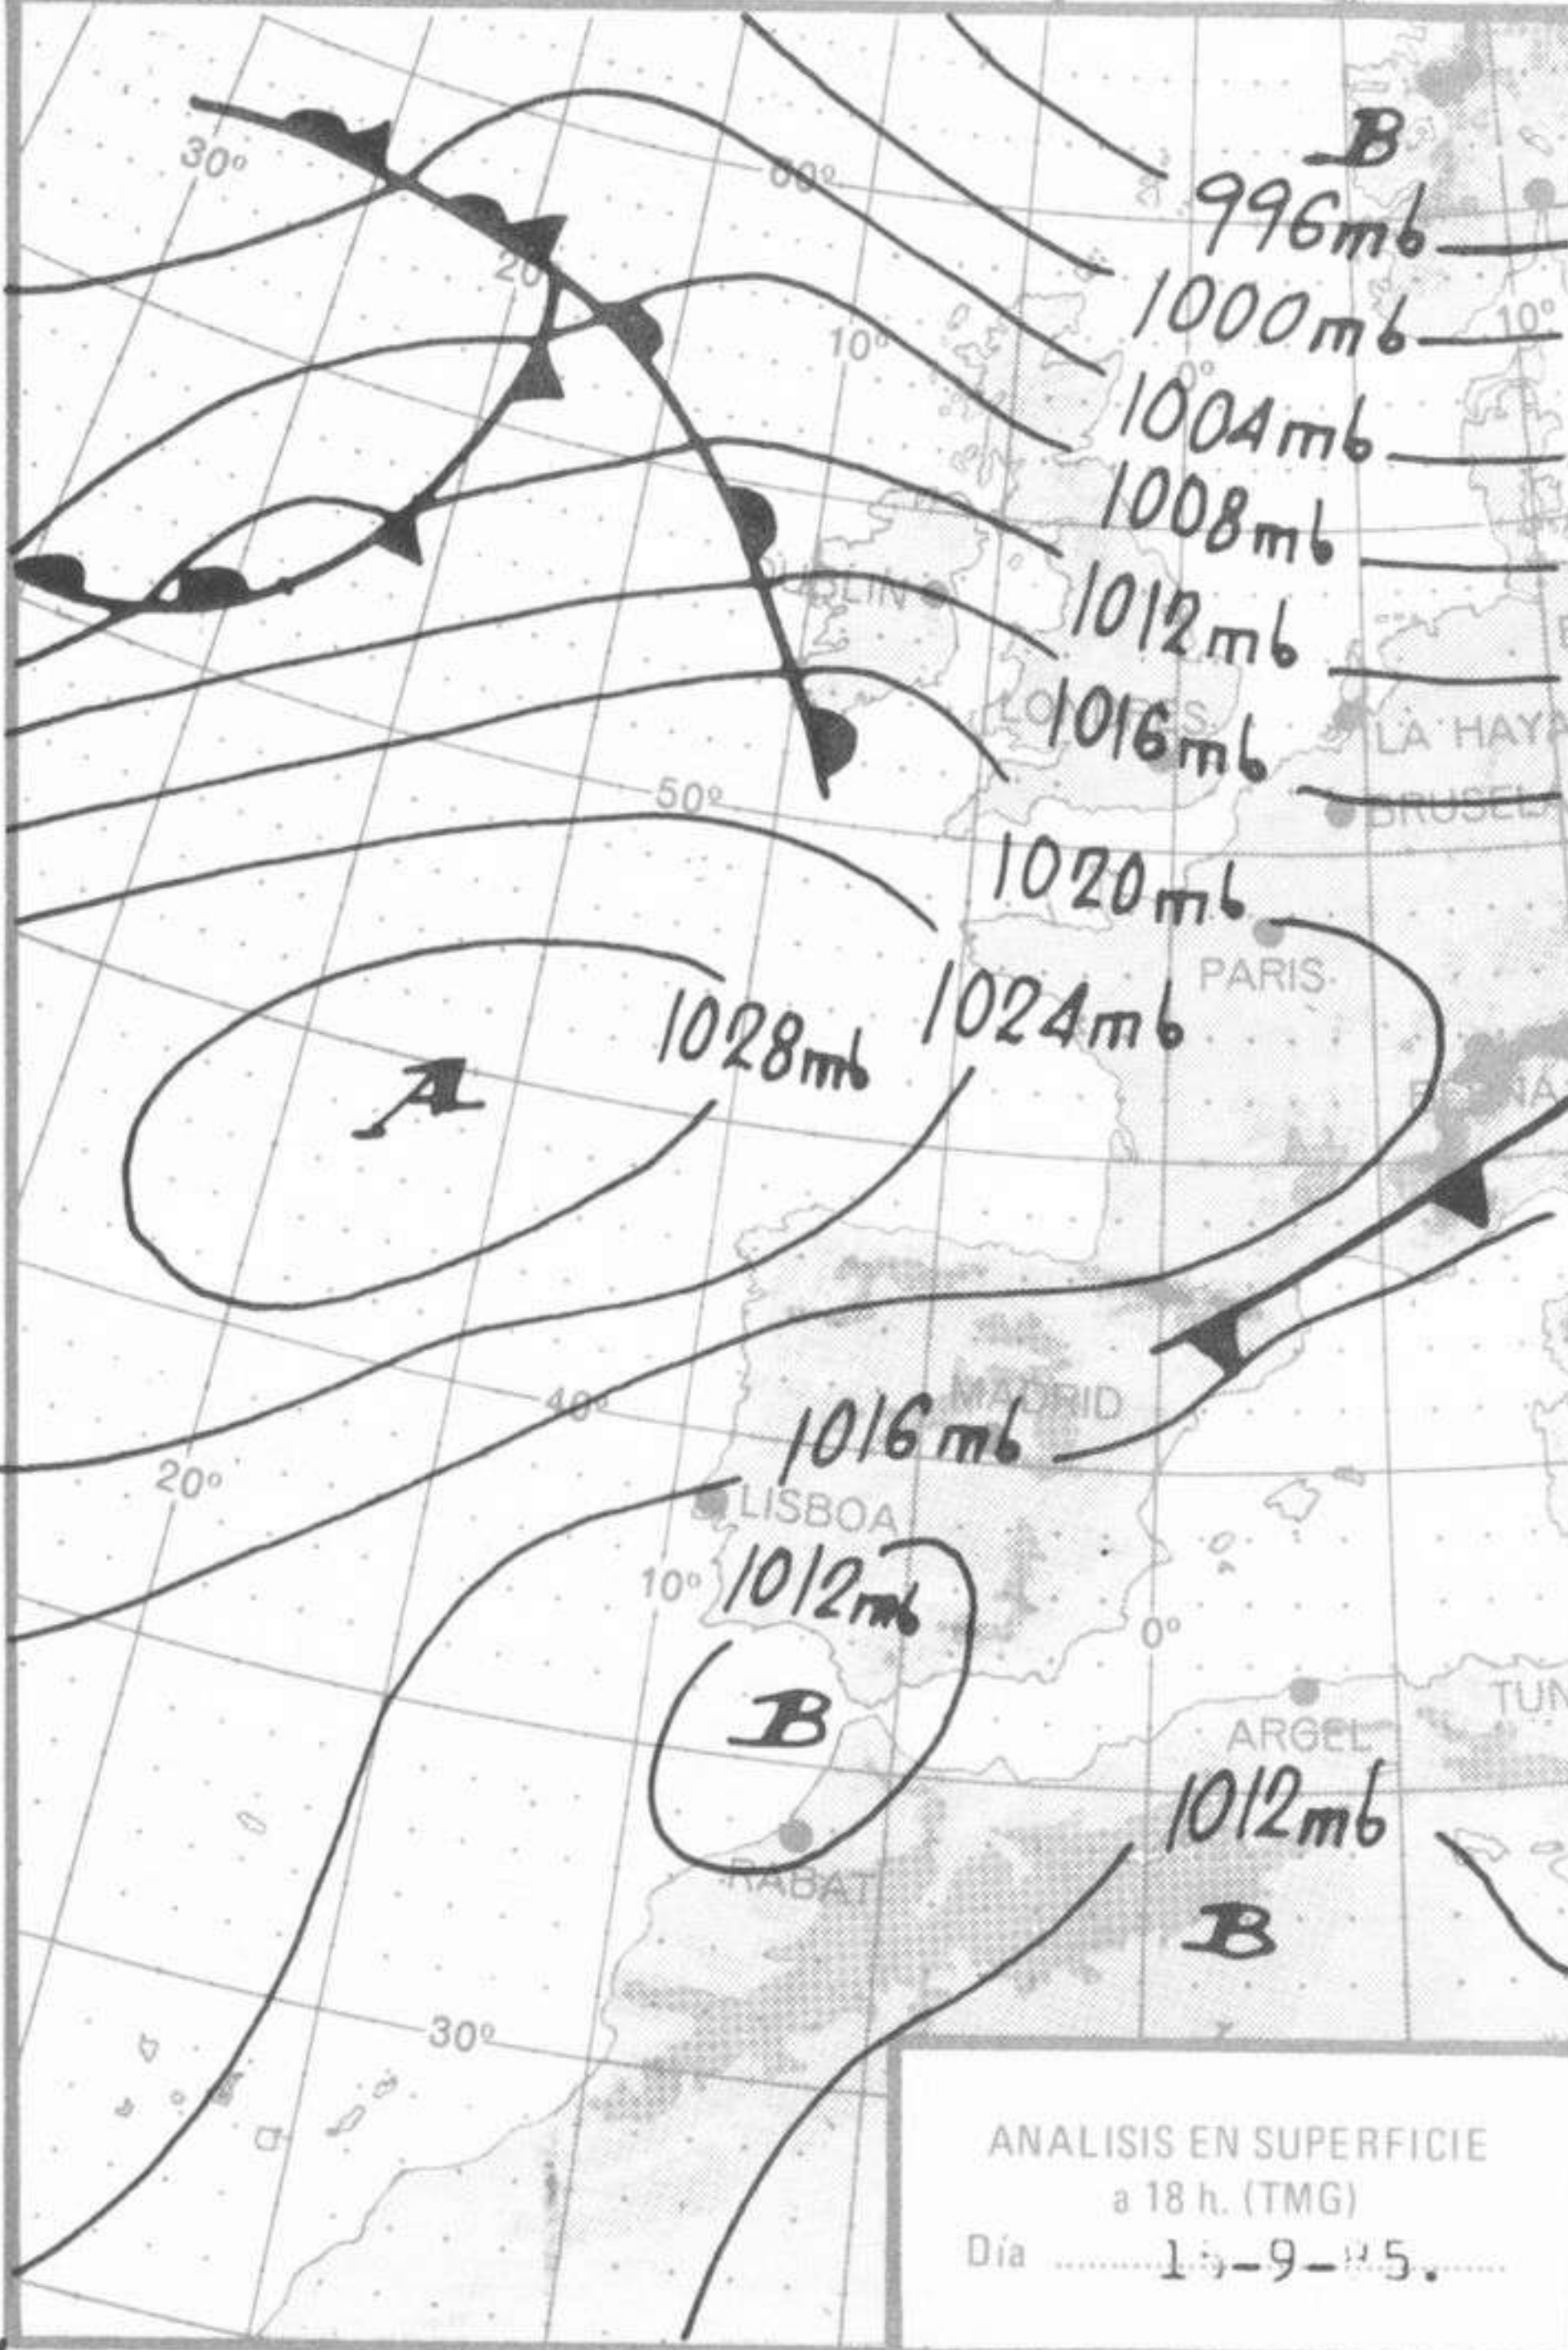 B
30º
60º
996mb
20
1000mb
10º
10º
0º
1004mb
1008mb
DUBLIN
1012mb
LONDRES
1016mb
LA HAYA
50º
BRUSELAS
1020mb
PARIS
1028mb
1024mb
A
BERNA
40º
MADRID
1016mb
20º
LISBOA
10º
1012mb
0º
B
TUN
ARGEL
1012mb
RABAT
B
30º
ANALISIS EN SUPERFICIE
a 18 h. (TMG)
Día